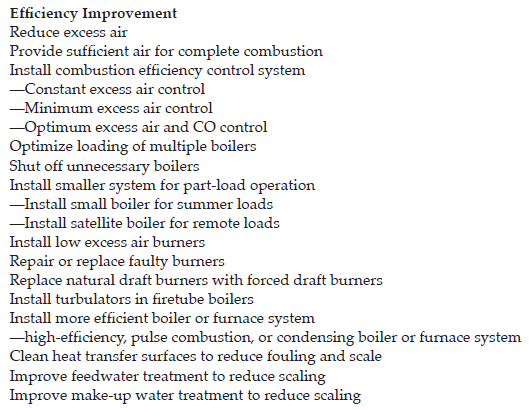 Efficiency Improvement
Reduce excess air
Provide sufficient air for complete combustion
Install combustion efficiency control system
—Constant excess air control
—Minimum excess air control
—Optimum excess air and CO control
Optimize loading of multiple boilers
Shut off unnecessary boilers
Install smaller system for part-load operation
—Install small boiler for summer loads
—Install satellite boiler for remote loads
Install low excess air burners
Repair or replace faulty burners
Replace natural draft burners with forced draft burners
Install turbulators in firetube boilers
Install more efficient boiler or furnace system
—high-efficiency, pulse combustion, or condensing boiler or furnace system
Clean heat transfer surfaces to reduce fouling and scale
Improve feedwater treatment to reduce scaling
Improve make-up water treatment to reduce scaling